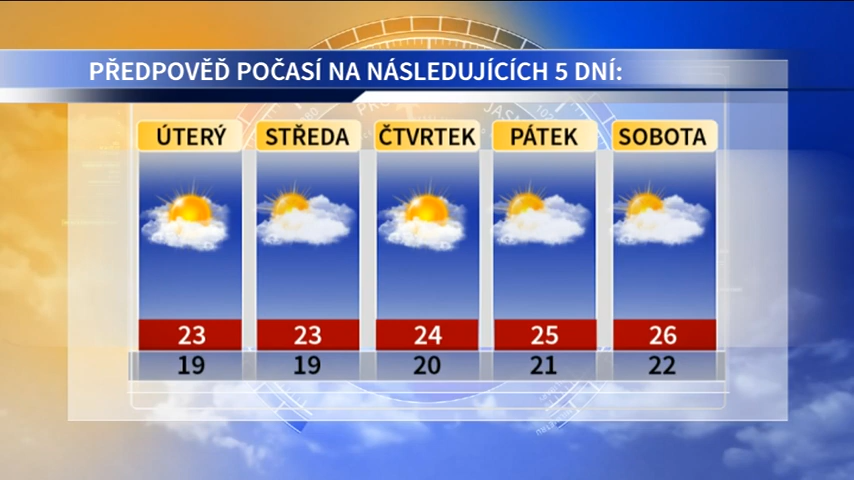 PŘEDPOVĚĎ POČASÍ NA NÁSLEDUJÍCÍCH 5 DNÍ:
ÚTERÝ STŘEDA ČTVRTEK PÁTEK SOBOTA
23 23 24 25 26
19 19 20 21 22